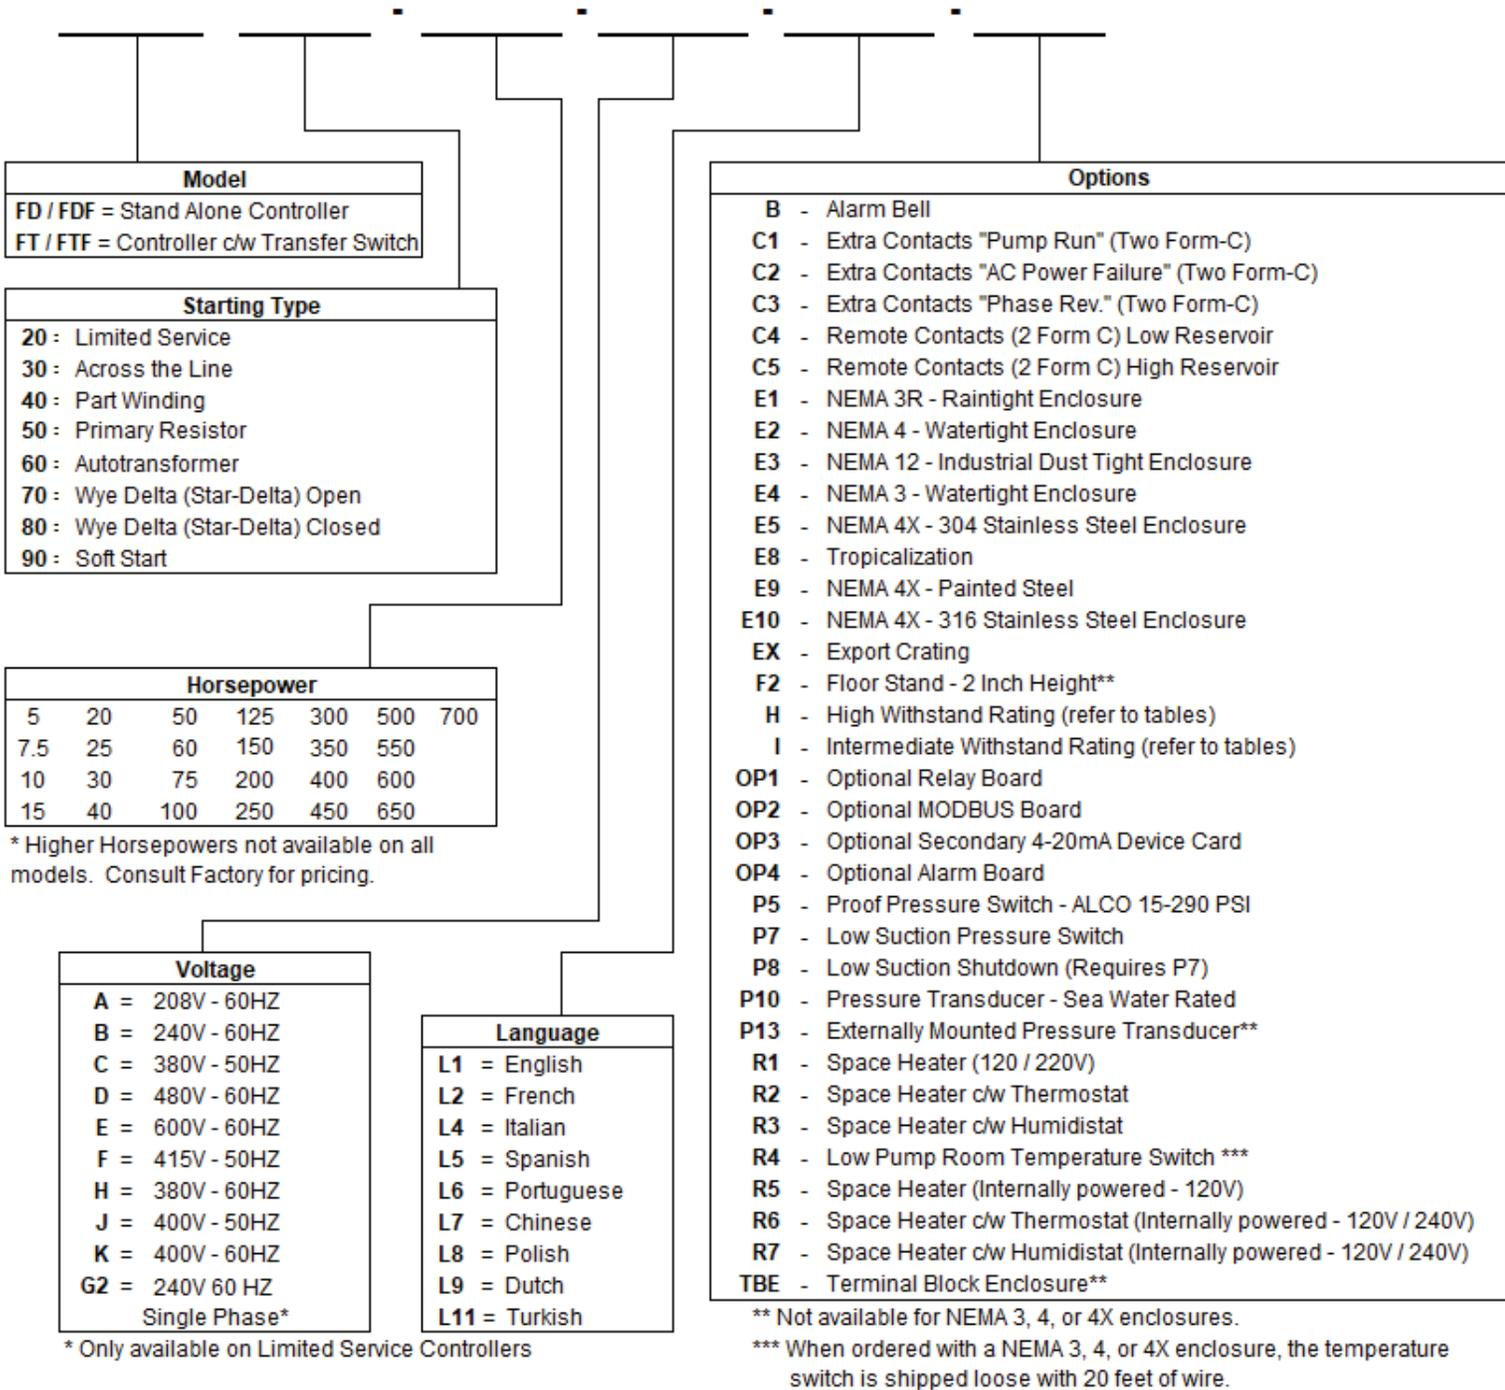 - - - -
Model
FD / FDF = Stand Alone Controller
FT / FTF = Controller c/w Transfer Switch
Starting Type
20 : Limited Service
30 : Across the Line
40 : Part Winding
50 : Primary Resistor
60 : Autotransformer
70 : Wye Delta (Star-Delta) Open
80 : Wye Delta (Star-Delta) Closed
90 : Soft Start
Horsepower
5 20 50 125 300 500 700
7.5 25 60 150 350 550
10 30 75 200 400 600
15 40 100 250 450 650
* Higher Horsepowers not available on all
models. Consult Factory for pricing.
Voltage
A = 208V - 60HZ
B = 240V - 60HZ
C = 380V - 50HZ
D = 480V - 60HZ
E = 600V - 60HZ
F = 415V - 50HZ
H = 380V - 60HZ
J = 400V - 50HZ
K = 400V - 60HZ
G2 = 240V 60 HZ
Single Phase*
* Only available on Limited Service Controllers
Language
L1 = English
L2 = French
L4 = Italian
L5 = Spanish
L6 = Portuguese
L7 = Chinese
L8 = Polish
L9 = Dutch
L11 = Turkish
Options
B - Alarm Bell
C1 - Extra Contacts "Pump Run" (Two Form-C)
C2 - Extra Contacts "AC Power Failure" (Two Form-C)
C3 - Extra Contacts "Phase Rev." (Two Form-C)
C4 - Remote Contacts (2 Form C) Low Reservoir
C5 - Remote Contacts (2 Form C) High Reservoir
E1 - NEMA 3R - Raintight Enclosure
E2 - NEMA 4 - Watertight Enclosure
E3 - NEMA 12 - Industrial Dust Tight Enclosure
E4 - NEMA 3 - Watertight Enclosure
E5 - NEMA 4X - 304 Stainless Steel Enclosure
E8 - Tropicalization
E9 - NEMA 4X - Painted Steel
E10 - NEMA 4X - 316 Stainless Steel Enclosure
EX - Export Crating
F2 - Floor Stand - 2 Inch Height**
H - High Withstand Rating (refer to tables)
I - Intermediate Withstand Rating (refer to tables)
OP1 - Optional Relay Board
OP2 - Optional MODBUS Board
OP3 - Optional Secondary 4-20mA Device Card
OP4 - Optional Alarm Board
P5 - Proof Pressure Switch - ALCO 15-290 PSI
P7 - Low Suction Pressure Switch
P8 - Low Suction Shutdown (Requires P7)
P10 - Pressure Transducer - Sea Water Rated
P13 - Externally Mounted Pressure Transducer**
R1 - Space Heater (120 / 220V)
R2 - Space Heater c/w Thermostat
R3 - Space Heater c/w Humidistat
R4 - Low Pump Room Temperature Switch ***
R5 - Space Heater (Internally powered - 120V)
R6 - Space Heater c/w Thermostat (Internally powered - 120V / 240V)
R7 - Space Heater c/w Humidistat (Internally powered - 120V / 240V)
TBE - Terminal Block Enclosure**
** Not available for NEMA 3, 4, or 4X enclosures.
*** When ordered with a NEMA 3, 4, or 4X enclosure, the temperature
switch is shipped loose with 20 feet of wire.